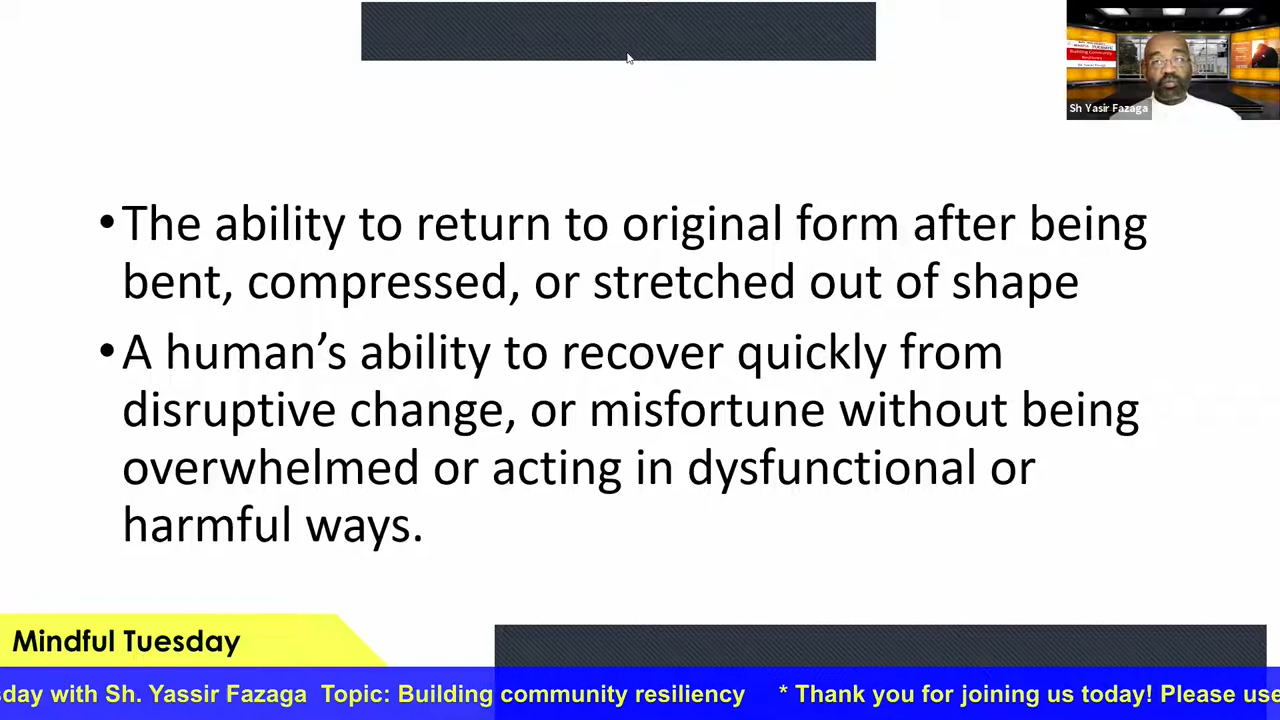 Sh Yasir Fazaga
•The ability to return to original form after being
bent, compressed, or stretched out of shape
•A human’s ability to recover quickly from
disruptive change, or misfortune without being
overwhelmed or acting in dysfunctional or
harmful ways.
Mindful Tuesday
sday with Sh. Yassir Fazaga Topic: Building community resiliency * Thank you for joining us today! Please use